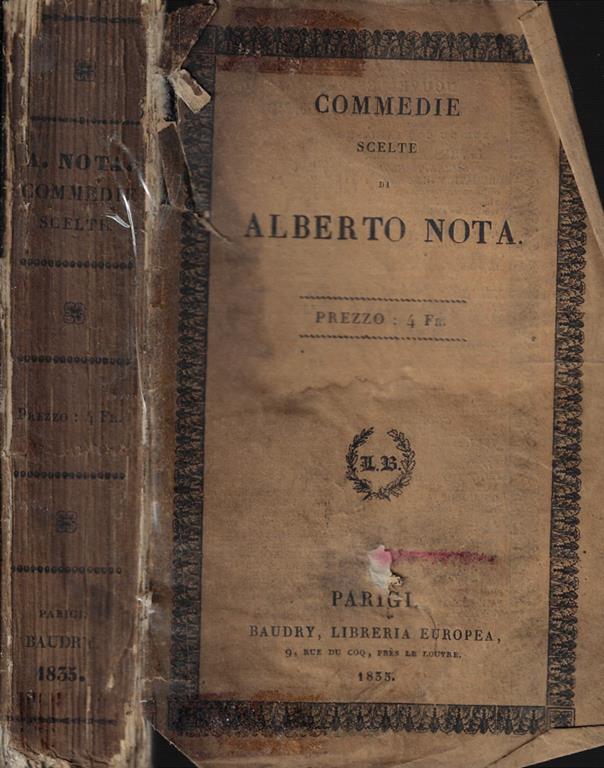 A. NOTA.
COMMEDIE
SCELTE
PREZZO : 4 FR.
PARIGI,
BAUDRY
1835.
COMMEDIE
SCELTE
DI
ALBERTO NOTA.
PREZZO : 4 FR.
L.B.
PARIGI,
BAUDRY, LIBRERIA EUROPEA,
9, RUE DU COQ, PRÈS LE LOUVRE.
1835.